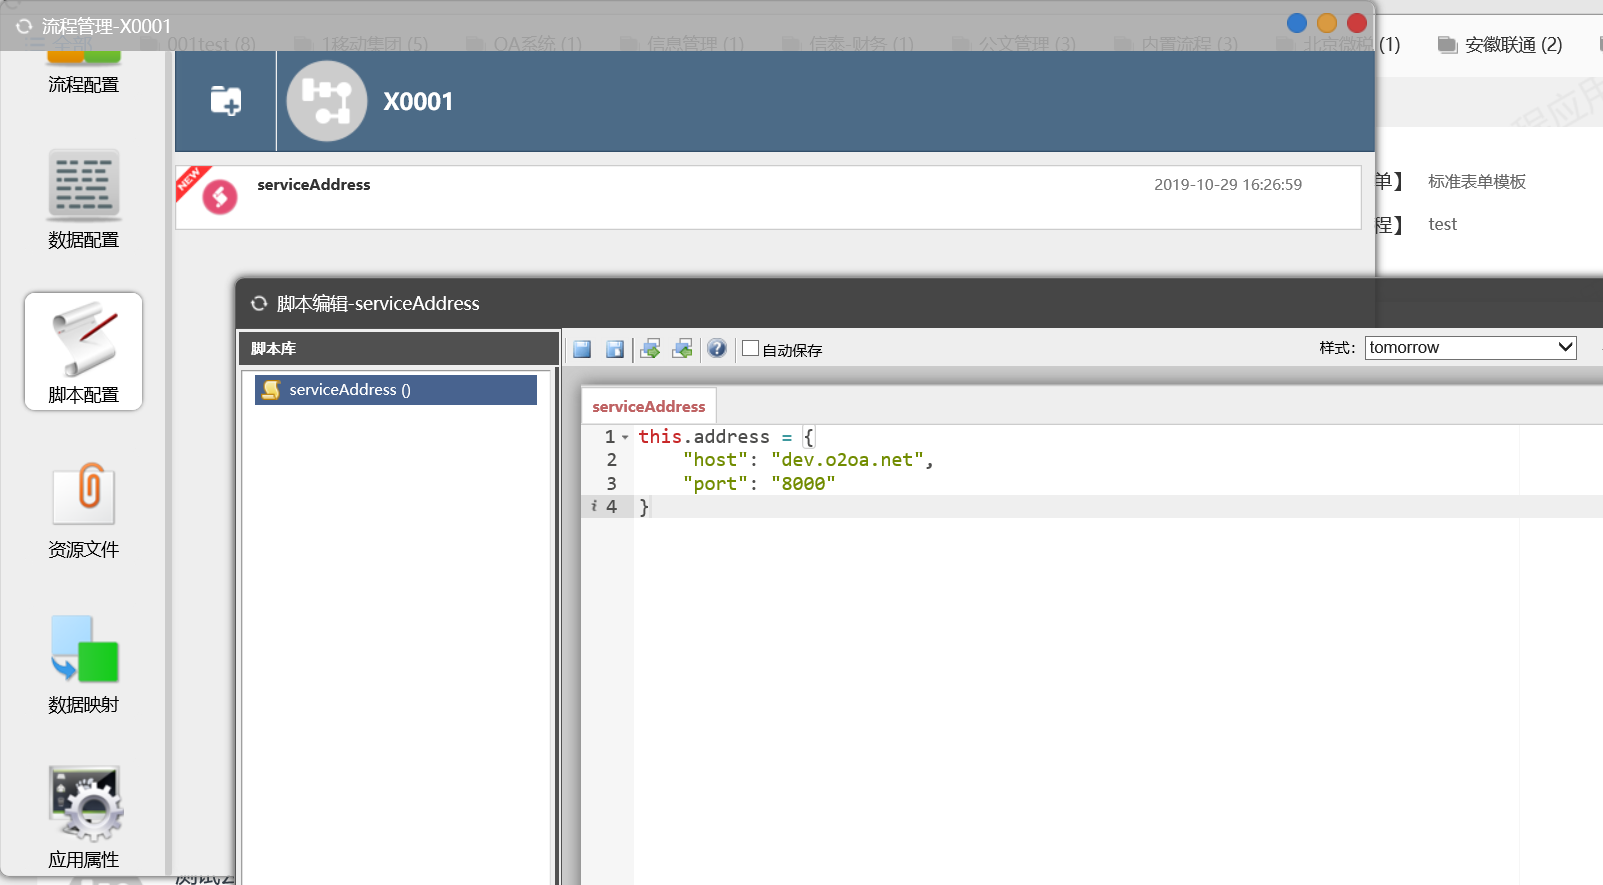 流程管理-X0001
全部 001test (8) 1移动集团 (5) OA系统 (1) 信息管理 (1) 信泰-财务 (1) 公文管理 (3) 内置流程 (3) 北京微税 (1) 安徽联通 (2)
流程配置
数据配置
脚本配置
资源文件
数据映射
应用属性
X0001
NEW
serviceAddress 2019-10-29 16:26:59
单】 标准表单模板
程】 test
程应用
脚本编辑-serviceAddress
脚本库
serviceAddress ()
自动保存
样式: tomorrow
serviceAddress
1 this.address = {
2 "host": "dev.o2oa.net",
3 "port": "8000"
i 4 }